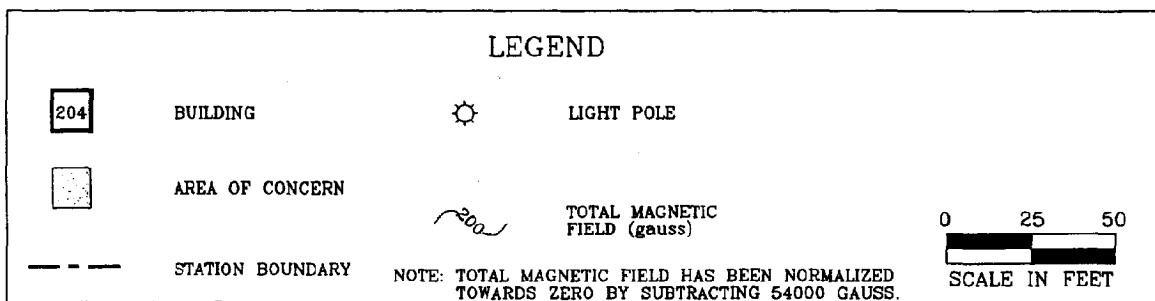 LEGEND
204 BUILDING
LIGHT POLE
AREA OF CONCERN
200
TOTAL MAGNETIC
FIELD (gauss)
STATION BOUNDARY
NOTE: TOTAL MAGNETIC FIELD HAS BEEN NORMALIZED
TOWARDS ZERO BY SUBTRACTING 54000 GAUSS.
0 25 50
SCALE IN FEET